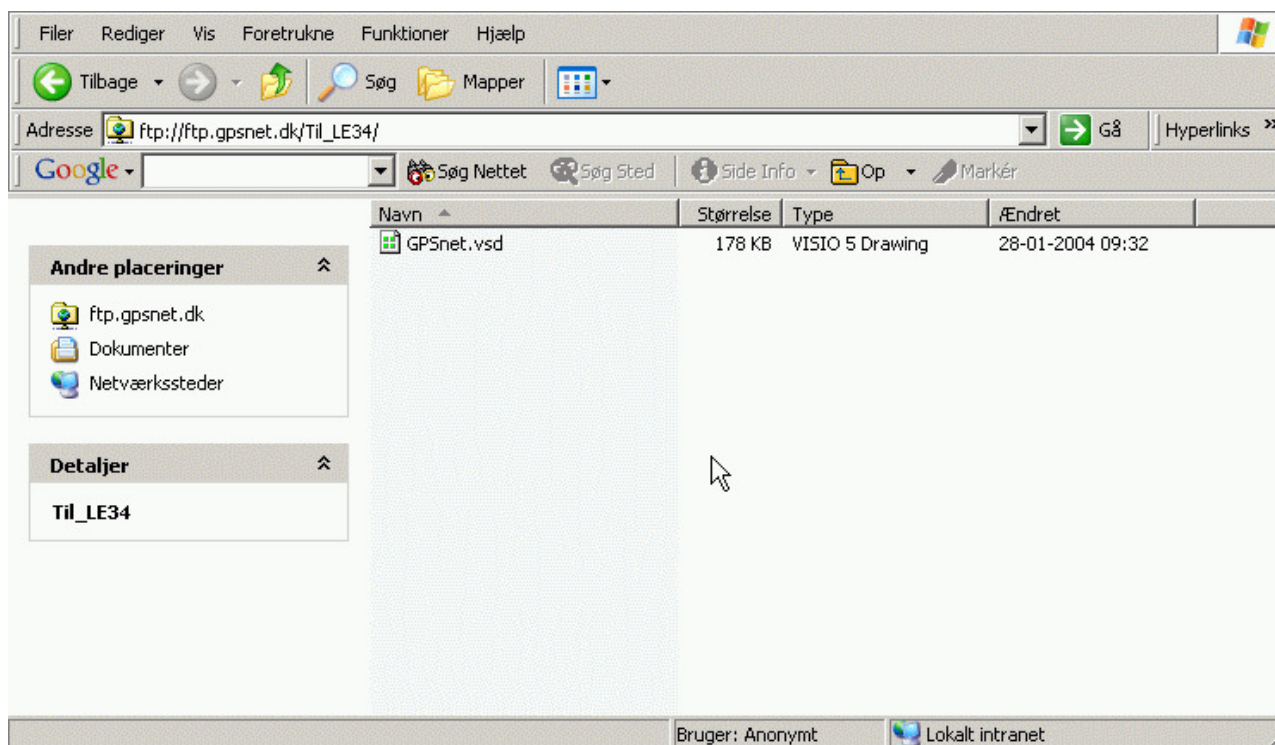 Filer Rediger Vis Foretrukne Funktioner Hjælp
Tilbage Søg Mapper
Adresse ftp://ftp.gpsnet.dk/Til_LE34/ Gå Hyperlinks »
Google Søg Nettet Søg Sted Side Info Op Markér
Navn Størrelse Type Ændret
GPSnet.vsd 178 KB VISIO 5 Drawing 28-01-2004 09:32
Andre placeringer
ftp.gpsnet.dk
Dokumenter
Netværkssteder
Detaljer
Til_LE34
Bruger: Anonymt Lokalt intranet